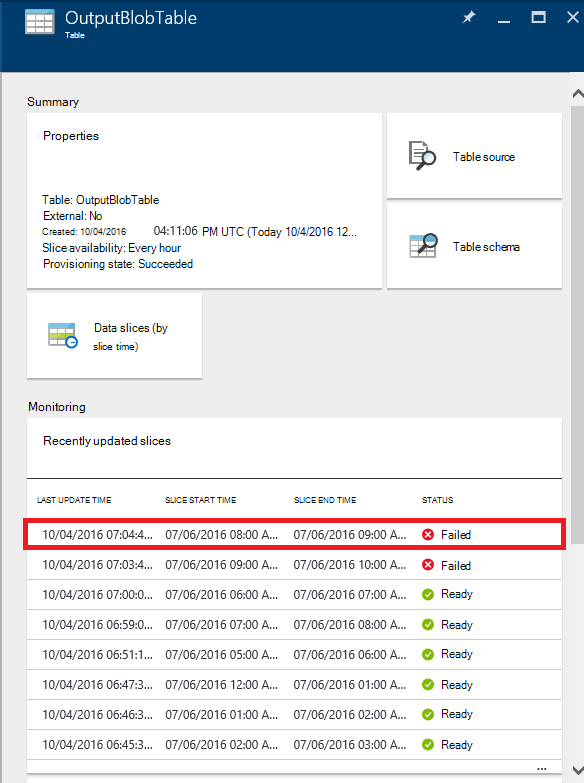 OutputBlobTable
Table
Summary
Properties
Table: OutputBlobTable
External: No
Created: 10/04/2016 04:11:06 PM UTC (Today 10/4/2016 12...
Slice availability: Every hour
Provisioning state: Succeeded
Table source
Table schema
Data slices (by
slice time)
Monitoring
Recently updated slices
LAST UPDATE TIME SLICE START TIME SLICE END TIME STATUS
10/04/2016 07:04:4... 07/06/2016 08:00 A... 07/06/2016 09:00 A... Failed
10/04/2016 07:03:4... 07/06/2016 09:00 A... 07/06/2016 10:00 A... Failed
10/04/2016 07:00:0... 07/06/2016 06:00 A... 07/06/2016 07:00 A... Ready
10/04/2016 06:59:0... 07/06/2016 07:00 A... 07/06/2016 08:00 A... Ready
10/04/2016 06:51:1... 07/06/2016 05:00 A... 07/06/2016 06:00 A... Ready
10/04/2016 06:47:3... 07/06/2016 12:00 A... 07/06/2016 01:00 A... Ready
10/04/2016 06:46:3... 07/06/2016 01:00 A... 07/06/2016 02:00 A... Ready
10/04/2016 06:45:3... 07/06/2016 02:00 A... 07/06/2016 03:00 A... Ready
...